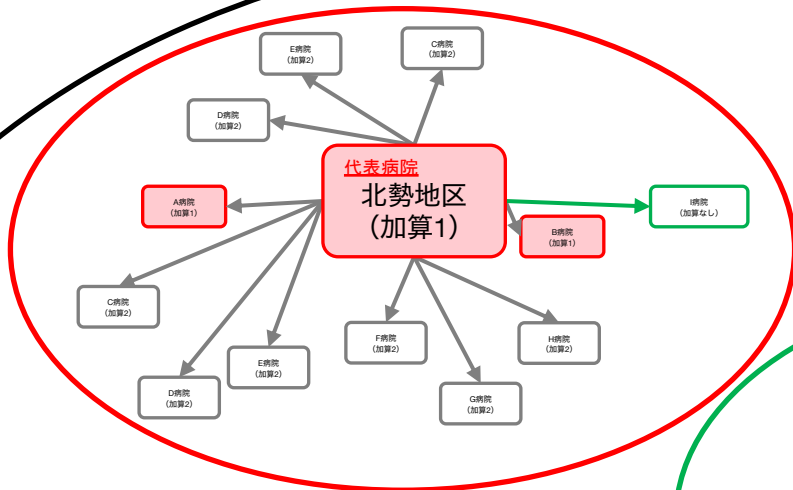 C病院
(加算2)
E病院
(加算2)
D病院
(加算2)
代表病院
北勢地区
(加算1)
A病院
(加算1)
I病院
(加算なし)
B病院
(加算1)
C病院
(加算2)
F病院
(加算2)
H病院
(加算2)
E病院
(加算2)
D病院
(加算2)
G病院
(加算2)